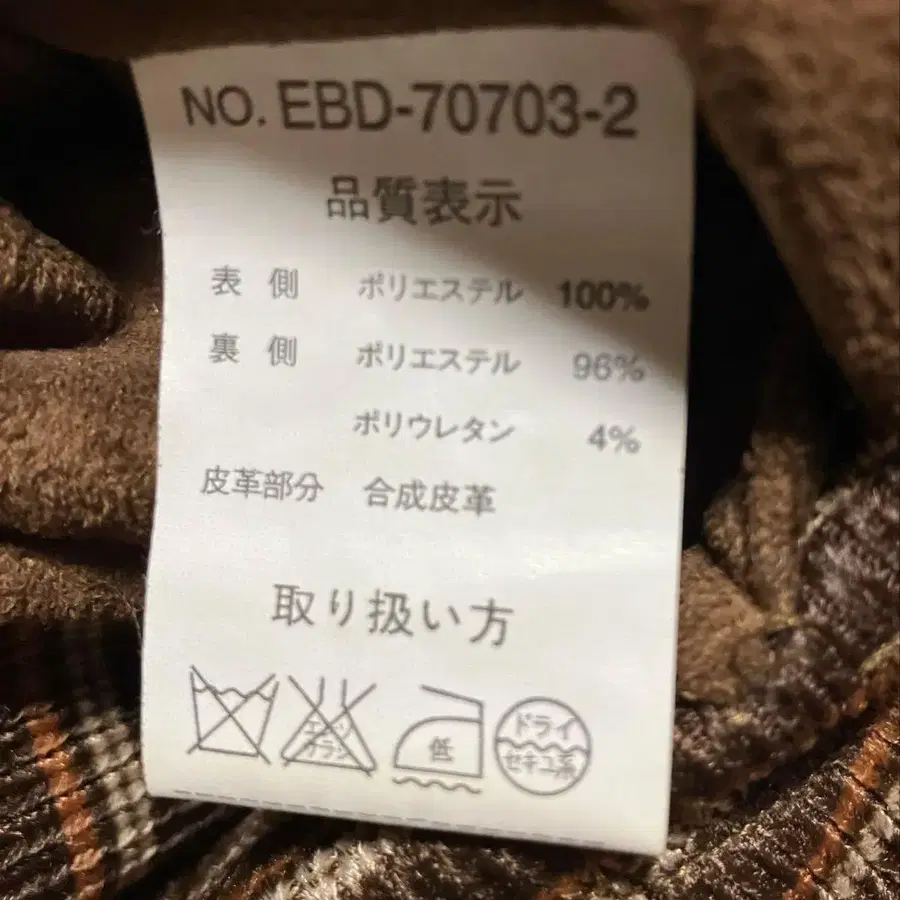 NO. EBD-70703-2
品質表示
表 側 ポリエステル 100%
裏 側 ポリエステル 96%
ポリウレタン 4%
皮革部分 合成皮革
取り扱い方
エンソ
カラシ
低
ドライ
セキユ系